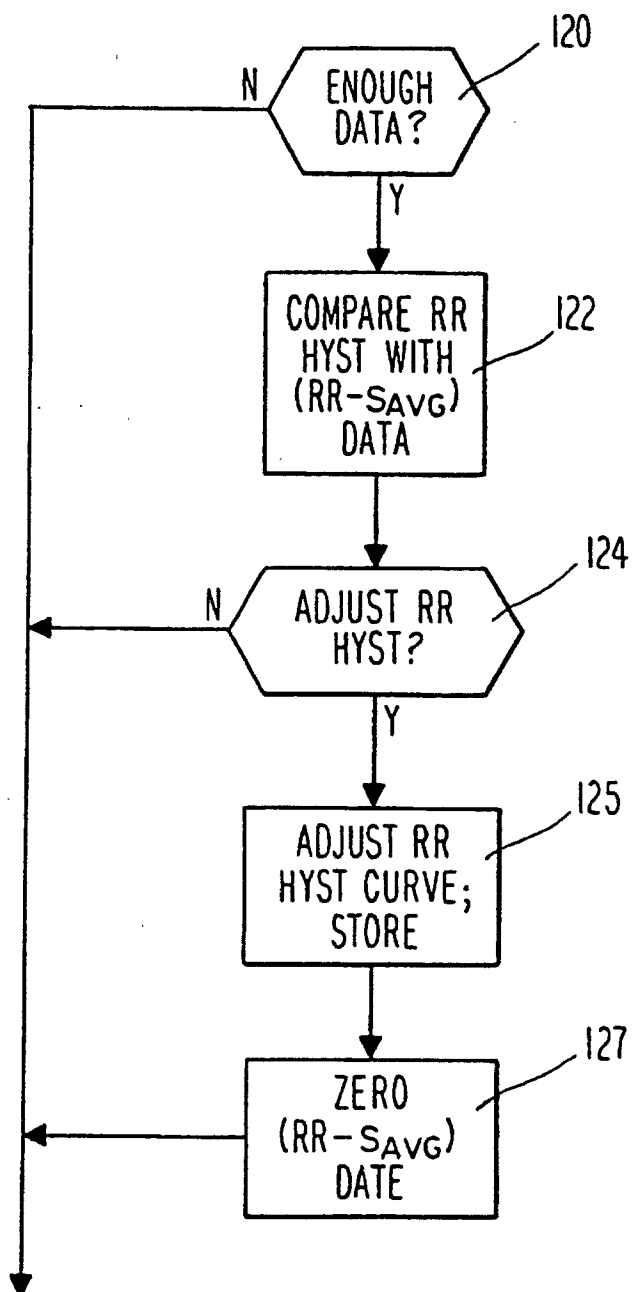 120
N
ENOUGH
DATA?
Y
COMPARE RR
HYST WITH
(RR-SAVG)
DATA
122
124
N
ADJUST RR
HYST?
Y
125
ADJUST RR
HYST CURVE;
STORE
127
ZERO
(RR-SAVG)
DATE